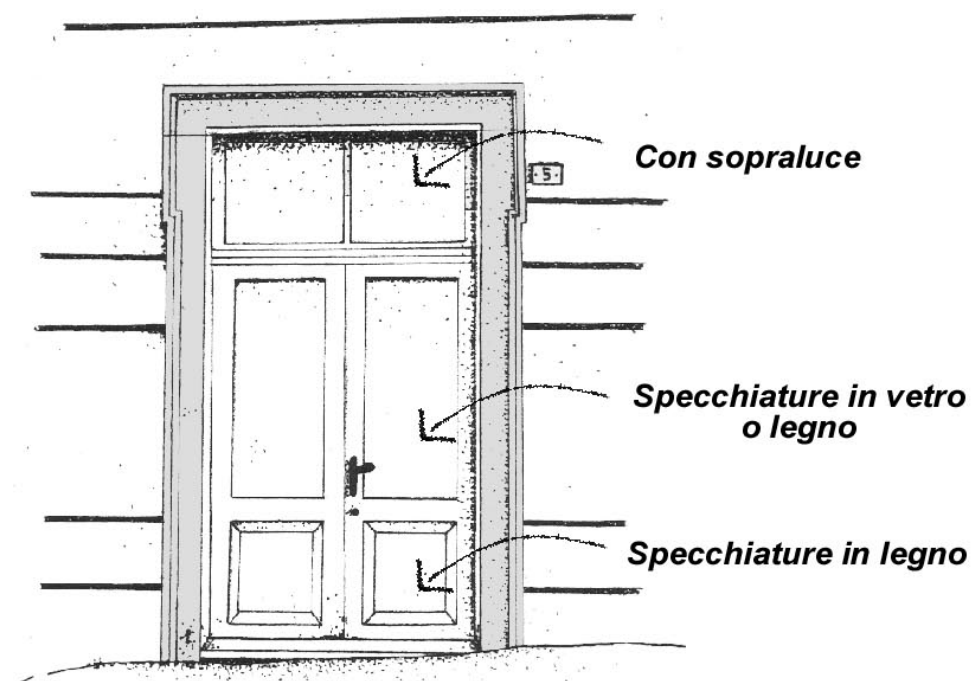 Con sopraluce
5
Specchiature in vetro
o legno
Specchiature in legno